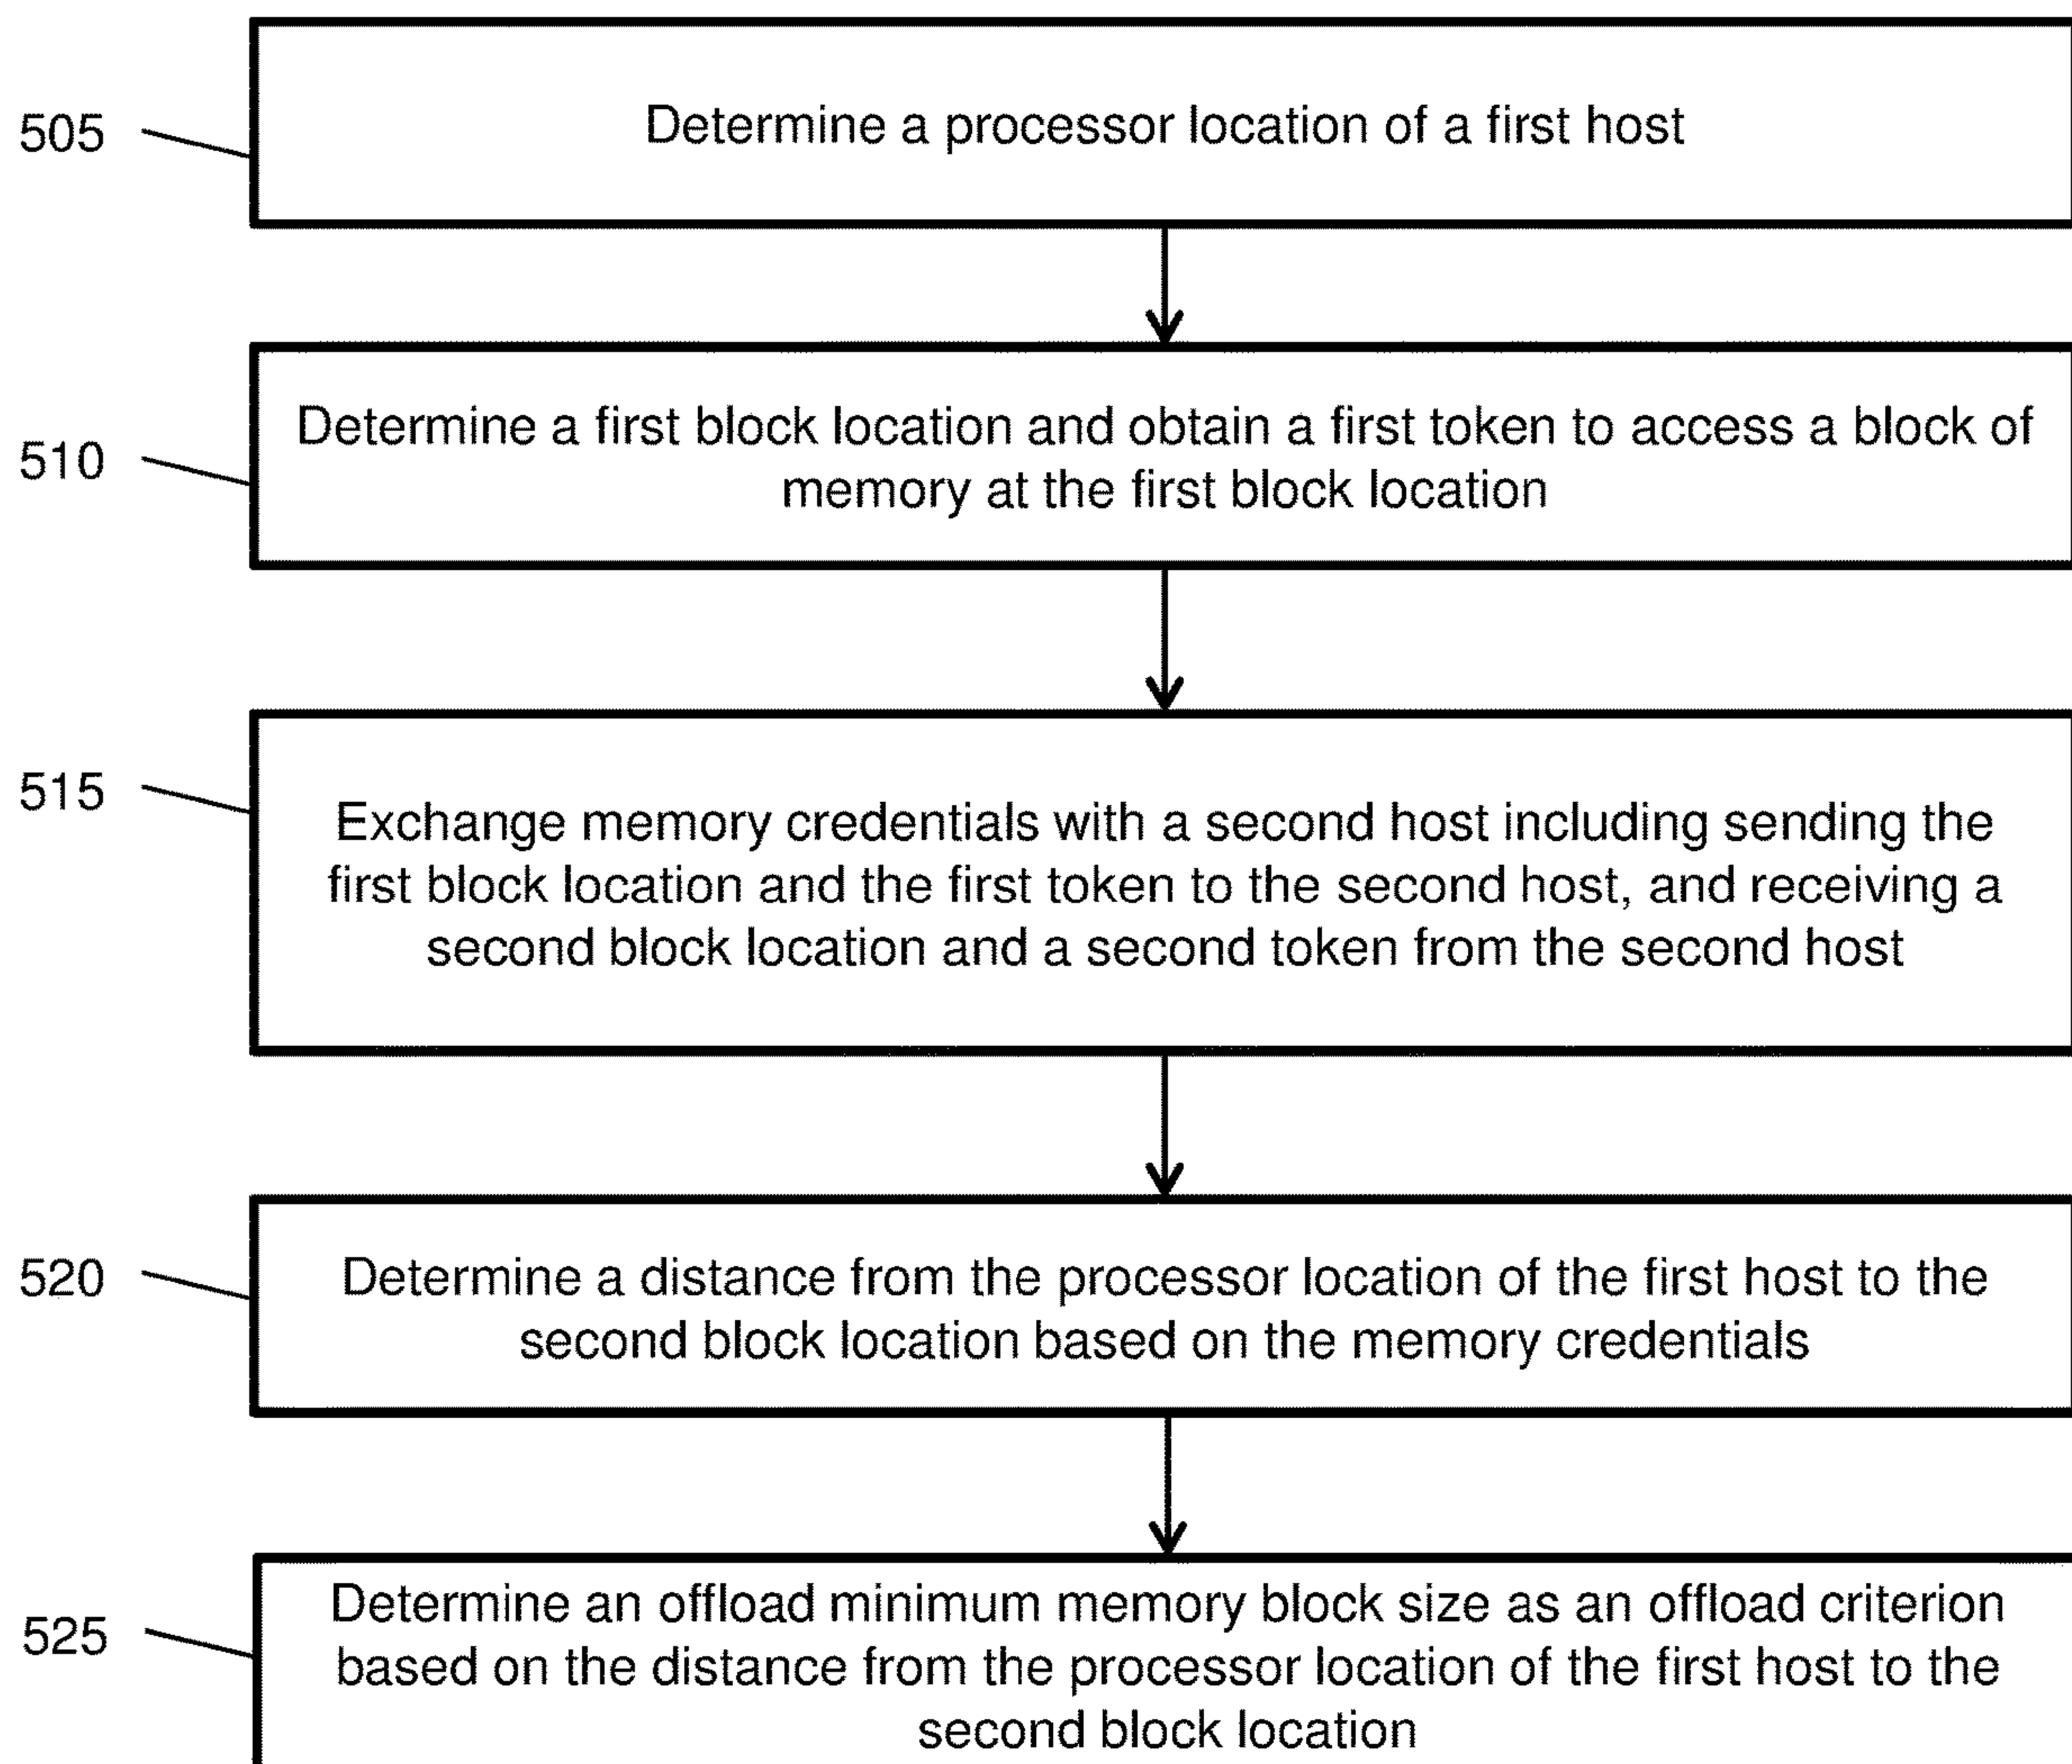 505
Determine a processor location of a first host
510
Determine a first block location and obtain a first token to access a block of
memory at the first block location
515
Exchange memory credentials with a second host including sending the
first block location and the first token to the second host, and receiving a
second block location and a second token from the second host
520
Determine a distance from the processor location of the first host to the
second block location based on the memory credentials
525
Determine an offload minimum memory block size as an offload criterion
based on the distance from the processor location of the first host to the
second block location